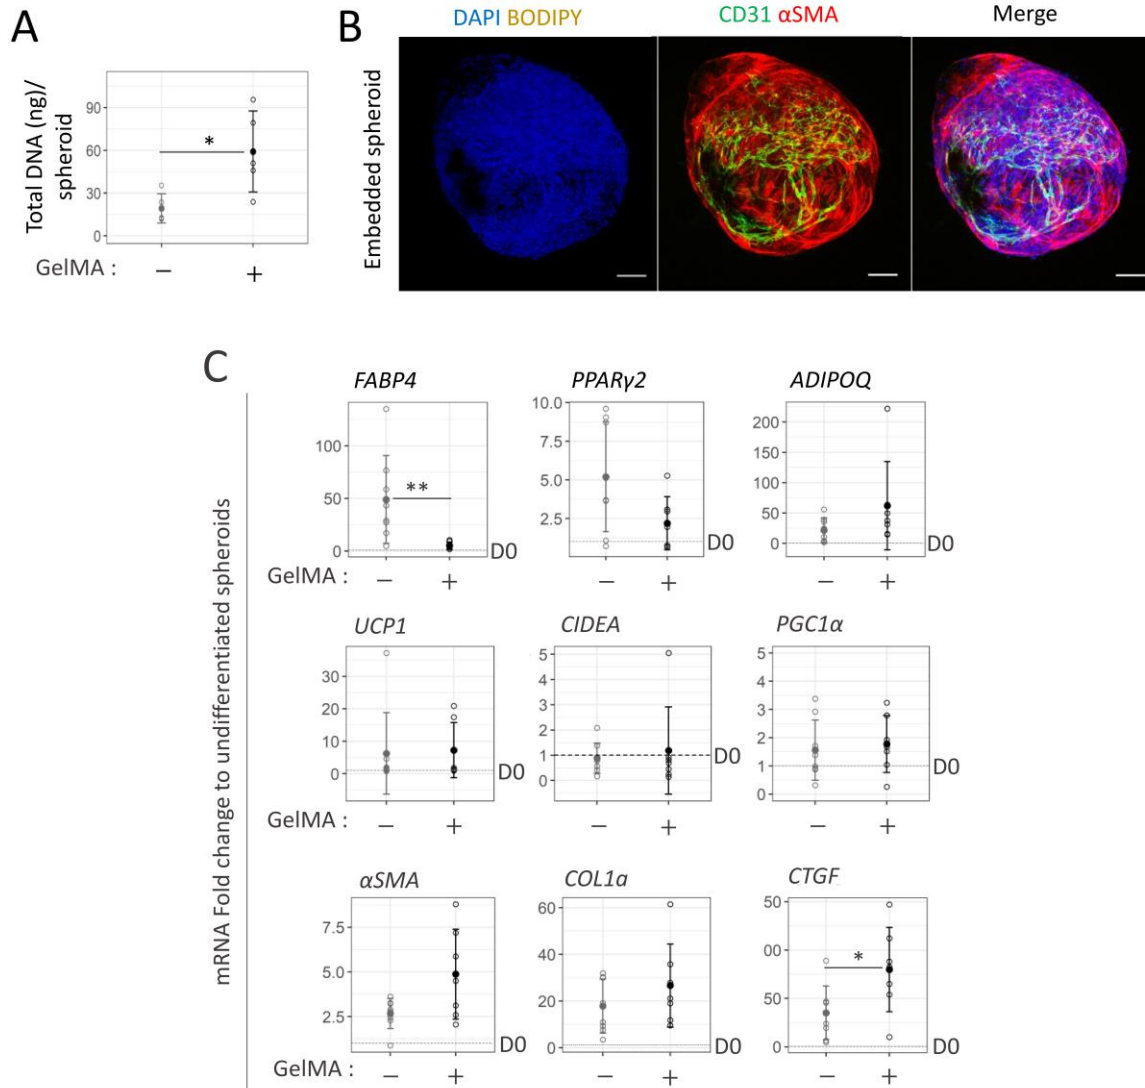 A
Total DNA (ng)/
spheroid
90
60
30
0
*
GelMA : – +
B
DAPI BODIPY CD31 αSMA Merge
Embedded spheroid
C
mRNA Fold change to undifferentiated spheroids
FABP4 PPARγ2 ADIPOQ
100
50
0
**
D0
10.0
7.5
5.0
2.5
D0
200
150
100
50
0
D0
GelMA : – + – + – +
UCP1 CIDEA PGC1α
30
20
10
0
D0
5
4
3
2
1
0
D0
5
4
3
2
1
0
D0
GelMA : – + – + – +
αSMA COL1a CTGF
7.5
5.0
2.5
D0
60
40
20
0
D0
50
00
50
0
*
D0
GelMA : – + – + – +